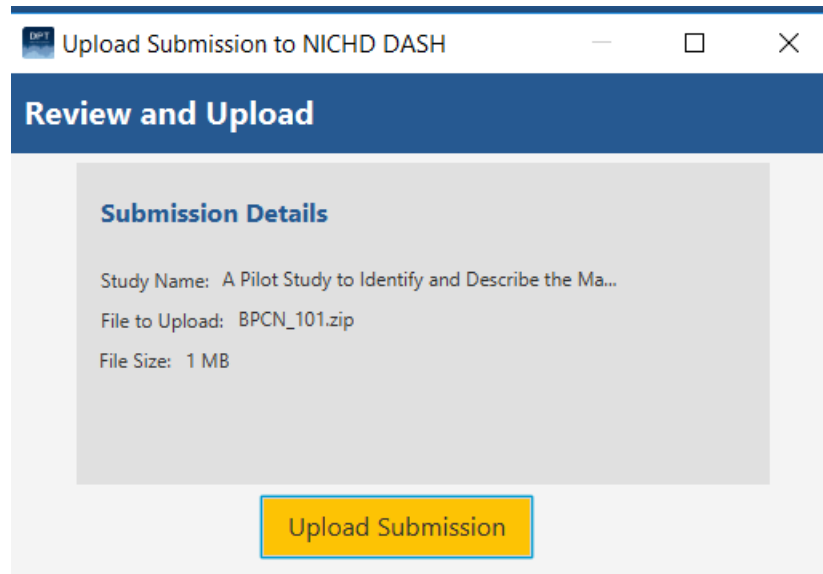 DPT
Upload Submission to NICHD DASH
Review and Upload
Submission Details
Study Name: A Pilot Study to Identify and Describe the Ma...
File to Upload: BPCN_101.zip
File Size: 1 MB
Upload Submission